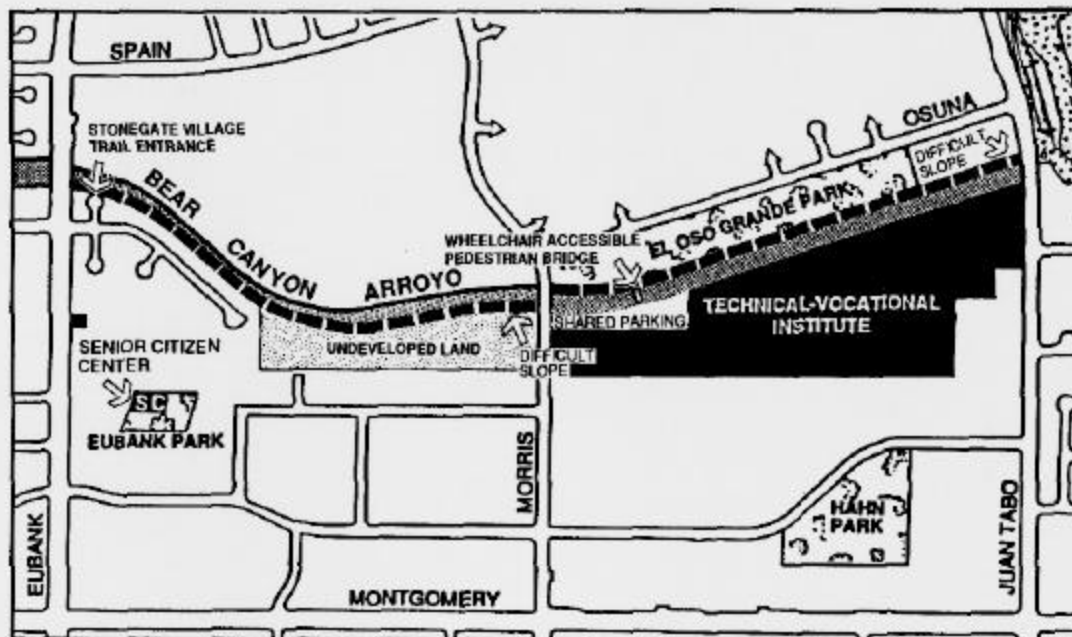 SPAIN
STONEGATE VILLAGE
TRAIL ENTRANCE
BEAR
CANYON
ARROYO
OSUNA
DIFFICULT
SLOPE
EL OSO GRANDE PARK
WHEELCHAIR ACCESSIBLE
PEDESTRIAN BRIDGE
SHARED PARKING
TECHNICAL-VOCATIONAL
INSTITUTE
UNDEVELOPED LAND
DIFFICULT
SLOPE
SENIOR CITIZEN
CENTER
SC
EUBANK PARK
MORRIS
HAHN
PARK
EUBANK
MONTGOMERY
JUAN TABO